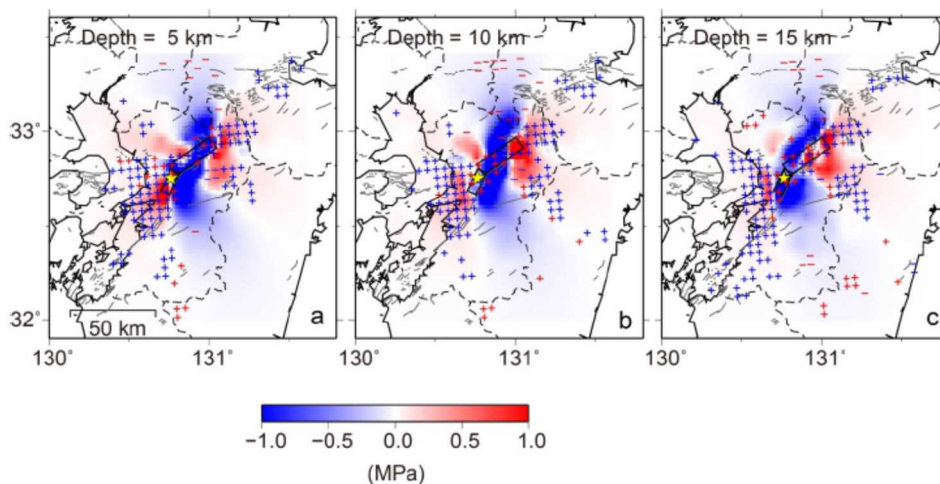 Depth = 5 km
Depth = 10 km
Depth = 15 km
33°
32°
50 km
a
b
c
130° 131°
130° 131°
130° 131°
−1.0 −0.5 0.0 0.5 1.0
(MPa)